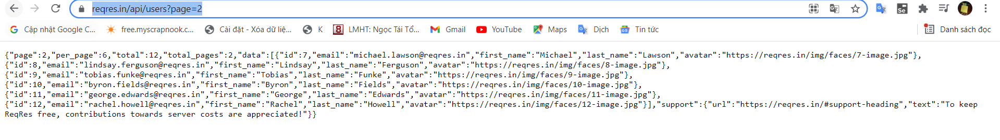 reqres.in/api/users?page=2
Se
Cập nhật Google C... free.myscrapnook.c... Cài đặt - Xóa dữ liệ... K 8 LMHT: Ngọc Tái Tổ... Gmail YouTube Maps Dịch Tin tức Danh sách đọc
{"page":2,"per_page":6,"total":12,"total_pages":2,"data":[{"id":7,"email":"michael.lawson@reqres.in","first_name":"Michael","last_name":"Lawson","avatar":"https://reqres.in/img/faces/7-image.jpg"},
{"id":8,"email":"lindsay.ferguson@reqres.in","first_name":"Lindsay","last_name":"Ferguson","avatar":"https://reqres.in/img/faces/8-image.jpg"},
{"id":9,"email":"tobias.funke@reqres.in","first_name":"Tobias","last_name":"Funke","avatar":"https://reqres.in/img/faces/9-image.jpg"},
{"id":10,"email":"byron.fields@reqres.in","first_name":"Byron","last_name":"Fields","avatar":"https://reqres.in/img/faces/10-image.jpg"},
{"id":11,"email":"george.edwards@reqres.in","first_name":"George","last_name":"Edwards","avatar":"https://reqres.in/img/faces/11-image.jpg"},
{"id":12,"email":"rachel.howell@reqres.in","first_name":"Rachel","last_name":"Howell","avatar":"https://reqres.in/img/faces/12-image.jpg"}],"support":{"url":"https://reqres.in/#support-heading","text":"To keep
ReqRes free, contributions towards server costs are appreciated!"}}